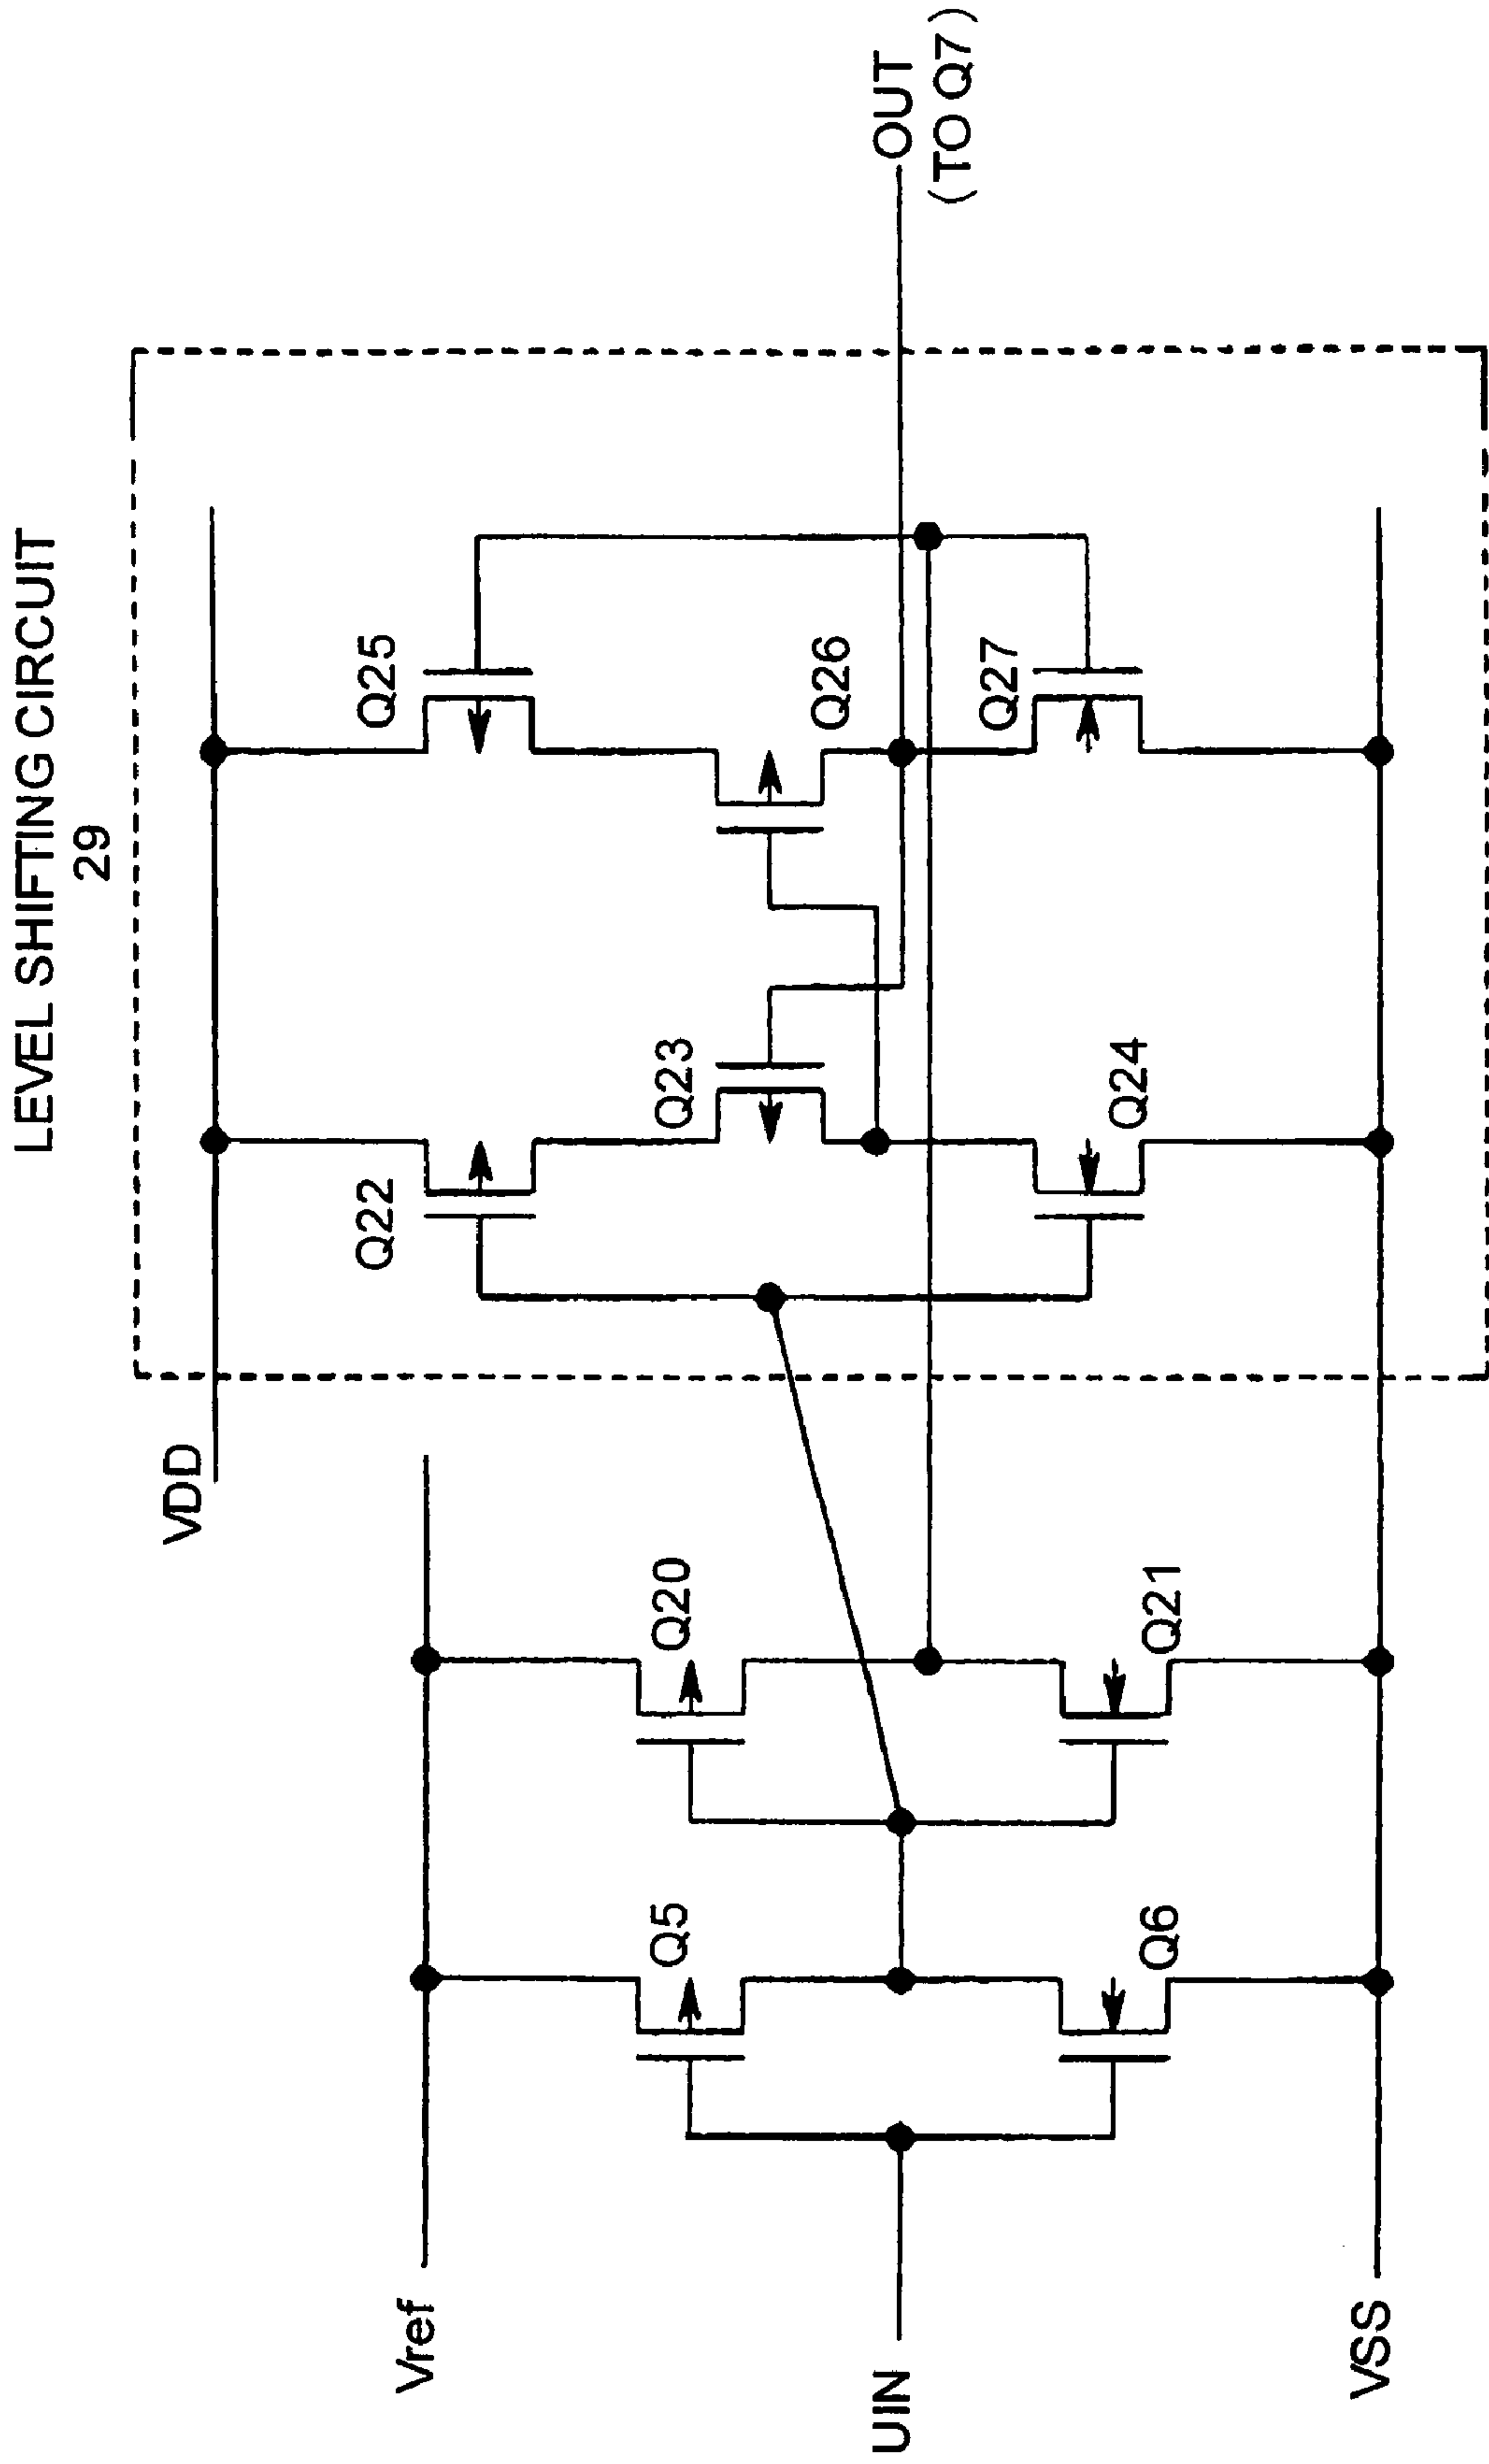 LEVEL SHIFTING CIRCUIT
29
VDD
Vref
Q22
Q25
Q23
Q26
Q5
Q20
UIN
OUT
(TO Q7)
Q24
Q27
Q6
Q21
VSS